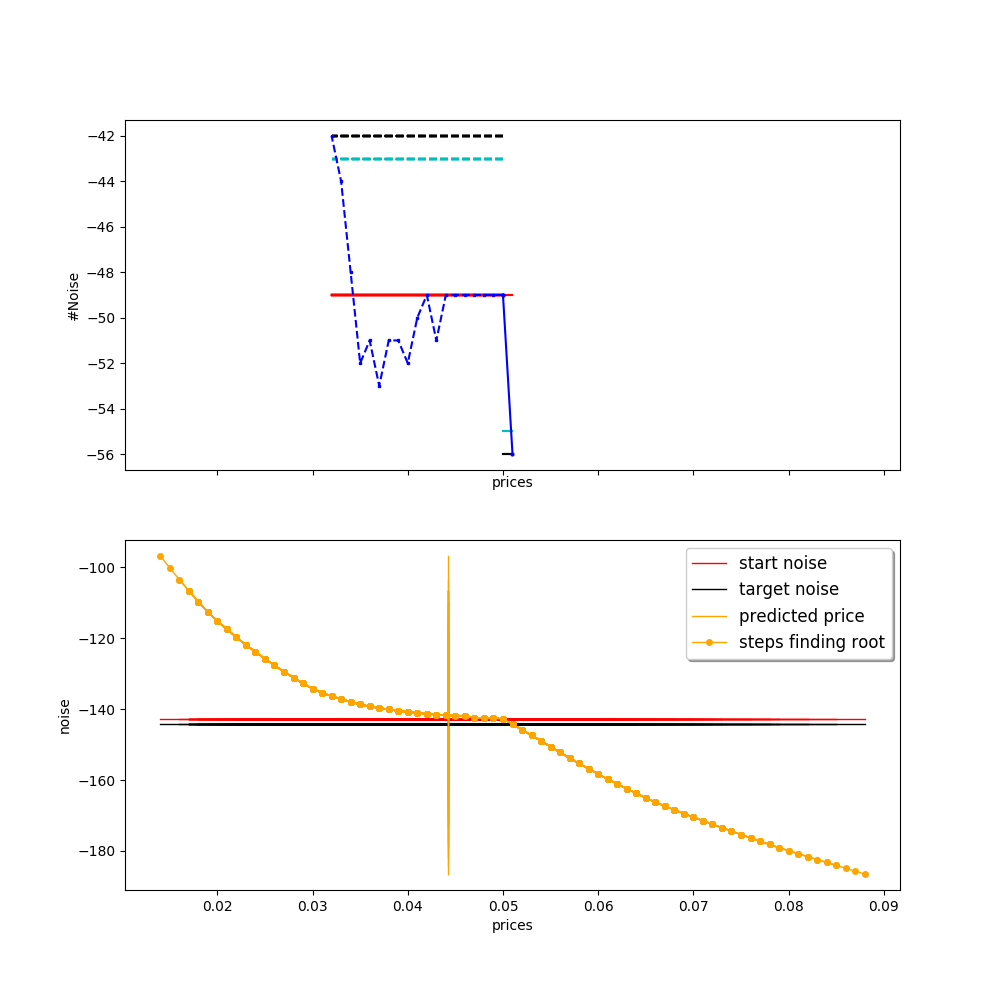 −42
−44
−46
−48
−50
−52
−54
−56
#Noise
prices
−100
−120
−140
−160
−180
noise
start noise
target noise
predicted price
steps finding root
0.02 0.03 0.04 0.05 0.06 0.07 0.08 0.09
prices